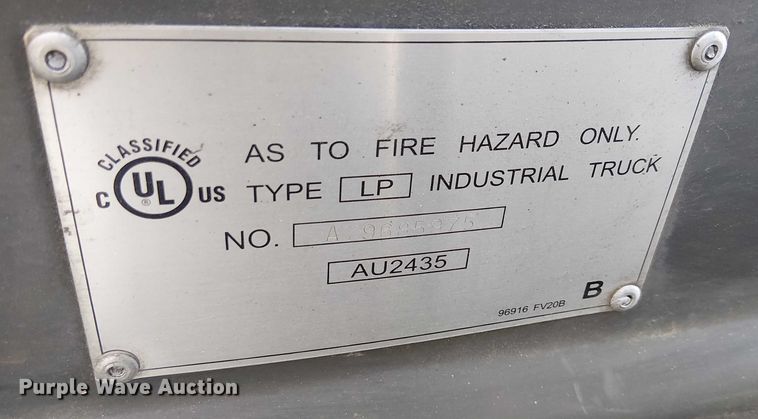 CLASSIFIED
C UL ® US
AS TO FIRE HAZARD ONLY.
TYPE LP INDUSTRIAL TRUCK
NO. A
AU2435
96916 FV20B
B
Purple Wave Auction